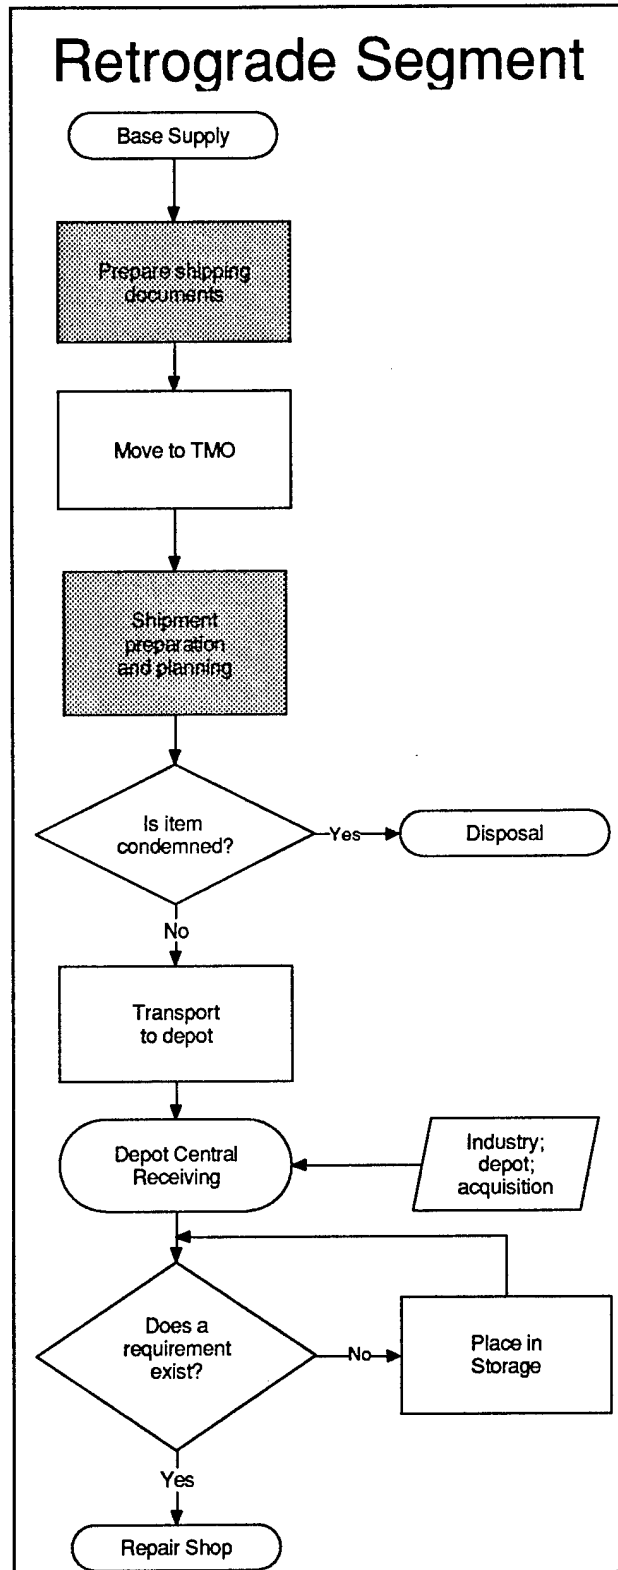 Retrograde Segment
Base Supply
Prepare shipping
documents
Move to TMO
Shipment
preparation
and planning
Is item
condemned?
Yes
Disposal
No
Transport
to depot
Depot Central
Receiving
Industry;
depot;
acquisition
Does a
requirement
exist?
No
Place in
Storage
Yes
Repair Shop